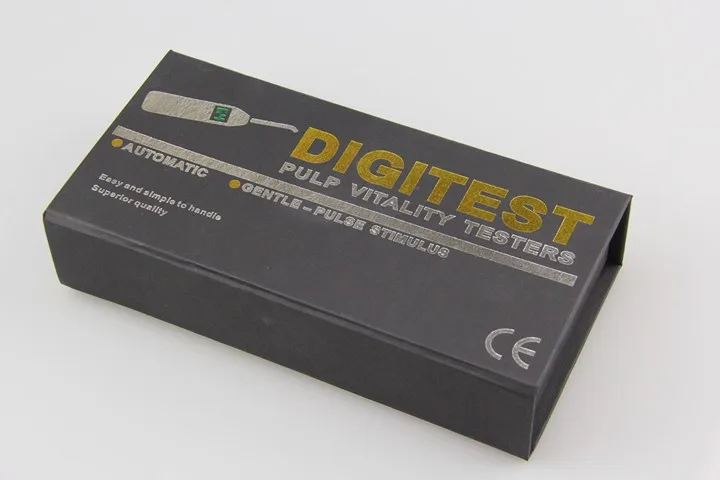 DIGITEST
PULP VITALITY TESTERS
AUTOMATIC
GENTLE – PULSE STIMULUS
Easy and simple to handle
Superior quality
CE